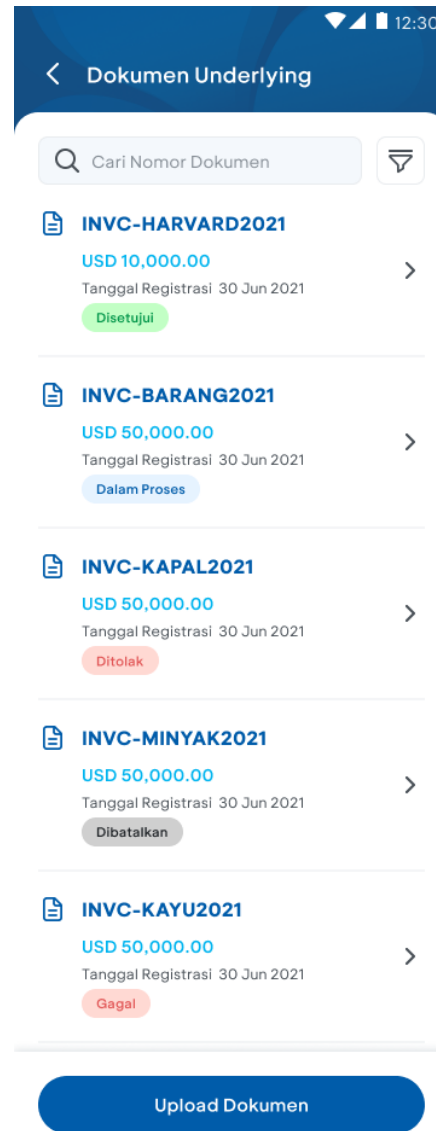 12:30
Dokumen Underlying
Cari Nomor Dokumen
INVC-HARVARD2021
USD 10,000.00
Tanggal Registrasi 30 Jun 2021
Disetujui
INVC-BARANG2021
USD 50,000.00
Tanggal Registrasi 30 Jun 2021
Dalam Proses
INVC-KAPAL2021
USD 50,000.00
Tanggal Registrasi 30 Jun 2021
Ditolak
INVC-MINYAK2021
USD 50,000.00
Tanggal Registrasi 30 Jun 2021
Dibatalkan
INVC-KAYU2021
USD 50,000.00
Tanggal Registrasi 30 Jun 2021
Gagal
Upload Dokumen